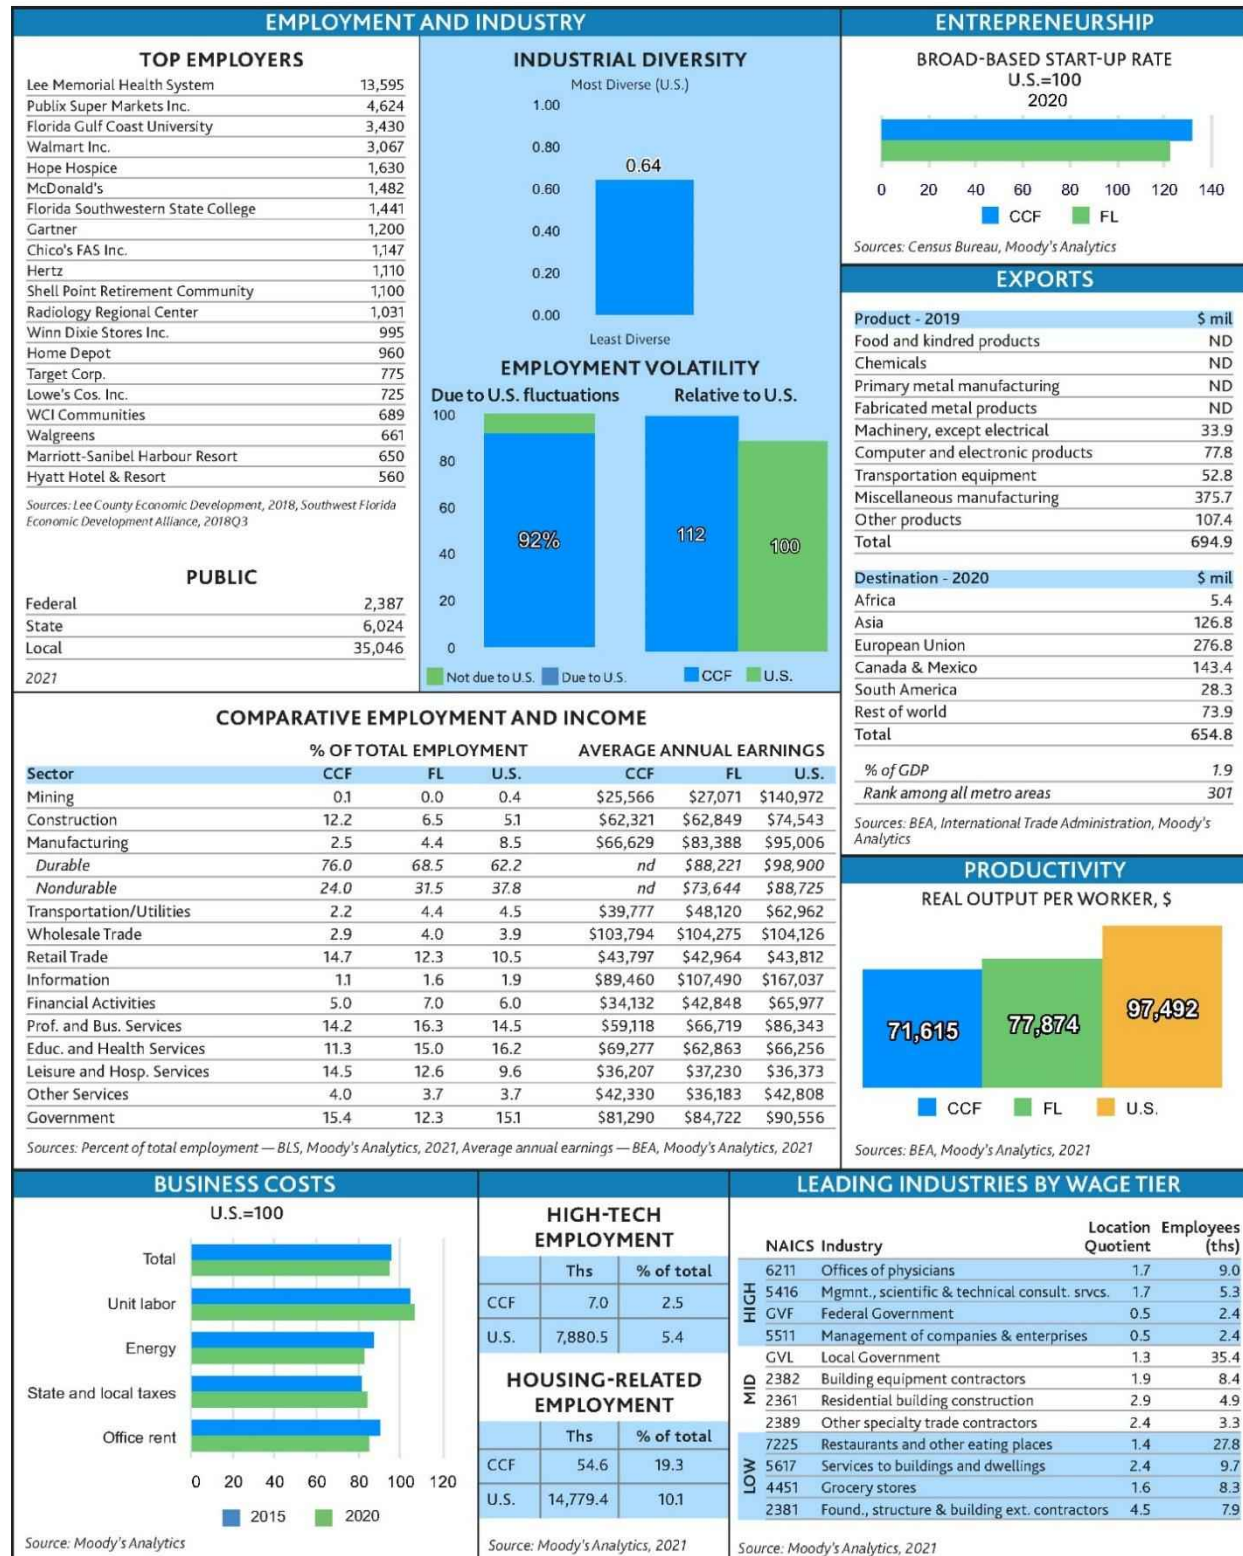 EMPLOYMENT AND INDUSTRY
TOP EMPLOYERS
Lee Memorial Health System 13,595
Publix Super Markets Inc. 4,624
Florida Gulf Coast University 3,430
Walmart Inc. 3,067
Hope Hospice 1,630
McDonald's 1,482
Florida Southwestern State College 1,441
Gartner 1,200
Chico's FAS Inc. 1,147
Hertz 1,110
Shell Point Retirement Community 1,100
Radiology Regional Center 1,031
Winn Dixie Stores Inc. 995
Home Depot 960
Target Corp. 775
Lowe's Cos. Inc. 725
WCI Communities 689
Walgreens 661
Marriott-Sanibel Harbour Resort 650
Hyatt Hotel & Resort 560
Sources: Lee County Economic Development, 2018, Southwest Florida
Economic Development Alliance, 2018Q3
PUBLIC
Federal 2,387
State 6,024
Local 35,046
2021
INDUSTRIAL DIVERSITY
Most Diverse (U.S.)
1.00
0.80
0.64
0.60
0.40
0.20
0.00
Least Diverse
EMPLOYMENT VOLATILITY
Due to U.S. fluctuations Relative to U.S.
100
80
60
92% 112 100
40
20
0
Not due to U.S. Due to U.S. CCF U.S.
ENTREPRENEURSHIP
BROAD-BASED START-UP RATE
U.S.=100
2020
0 20 40 60 80 100 120 140
CCF FL
Sources: Census Bureau, Moody's Analytics
EXPORTS
Product - 2019 $ mil
Food and kindred products ND
Chemicals ND
Primary metal manufacturing ND
Fabricated metal products ND
Machinery, except electrical 33.9
Computer and electronic products 77.8
Transportation equipment 52.8
Miscellaneous manufacturing 375.7
Other products 107.4
Total 694.9
Destination - 2020 $ mil
Africa 5.4
Asia 126.8
European Union 276.8
Canada & Mexico 143.4
South America 28.3
Rest of world 73.9
Total 654.8
% of GDP 1.9
Rank among all metro areas 301
Sources: BEA, International Trade Administration, Moody's
Analytics
COMPARATIVE EMPLOYMENT AND INCOME
% OF TOTAL EMPLOYMENT AVERAGE ANNUAL EARNINGS
Sector CCF FL U.S. CCF FL U.S.
Mining 0.1 0.0 0.4 $25,566 $27,071 $140,972
Construction 12.2 6.5 5.1 $62,321 $62,849 $74,543
Manufacturing 2.5 4.4 8.5 $66,629 $83,388 $95,006
Durable 76.0 68.5 62.2 nd $88,221 $98,900
Nondurable 24.0 31.5 37.8 nd $73,644 $88,725
Transportation/Utilities 2.2 4.4 4.5 $39,777 $48,120 $62,962
Wholesale Trade 2.9 4.0 3.9 $103,794 $104,275 $104,126
Retail Trade 14.7 12.3 10.5 $43,797 $42,964 $43,812
Information 1.1 1.6 1.9 $89,460 $107,490 $167,037
Financial Activities 5.0 7.0 6.0 $34,132 $42,848 $65,977
Prof. and Bus. Services 14.2 16.3 14.5 $59,118 $66,719 $86,343
Educ. and Health Services 11.3 15.0 16.2 $69,277 $62,863 $66,256
Leisure and Hosp. Services 14.5 12.6 9.6 $36,207 $37,230 $36,373
Other Services 4.0 3.7 3.7 $42,330 $36,183 $42,808
Government 15.4 12.3 15.1 $81,290 $84,722 $90,556
Sources: Percent of total employment — BLS, Moody's Analytics, 2021, Average annual earnings — BEA, Moody's Analytics, 2021
PRODUCTIVITY
REAL OUTPUT PER WORKER, $
71,615 77,874 97,492
CCF FL U.S.
Sources: BEA, Moody's Analytics, 2021
BUSINESS COSTS
U.S.=100
Total
Unit labor
Energy
State and local taxes
Office rent
0 20 40 60 80 100 120
2015 2020
Source: Moody's Analytics
HIGH-TECH
EMPLOYMENT
Ths % of total
CCF 7.0 2.5
U.S. 7,880.5 5.4
HOUSING-RELATED
EMPLOYMENT
Ths % of total
CCF 54.6 19.3
U.S. 14,779.4 10.1
Source: Moody's Analytics, 2021
LEADING INDUSTRIES BY WAGE TIER
Location Employees
NAICS Industry Quotient (ths)
HIGH
6211 Offices of physicians 1.7 9.0
5416 Mgmnt., scientific & technical consult. srvcs. 1.7 5.3
GVF Federal Government 0.5 2.4
5511 Management of companies & enterprises 0.5 2.4
MID
GVL Local Government 1.3 35.4
2382 Building equipment contractors 1.9 8.4
2361 Residential building construction 2.9 4.9
2389 Other specialty trade contractors 2.4 3.3
LOW
7225 Restaurants and other eating places 1.4 27.8
5617 Services to buildings and dwellings 2.4 9.7
4451 Grocery stores 1.6 8.3
2381 Found., structure & building ext. contractors 4.5 7.9
Source: Moody's Analytics, 2021